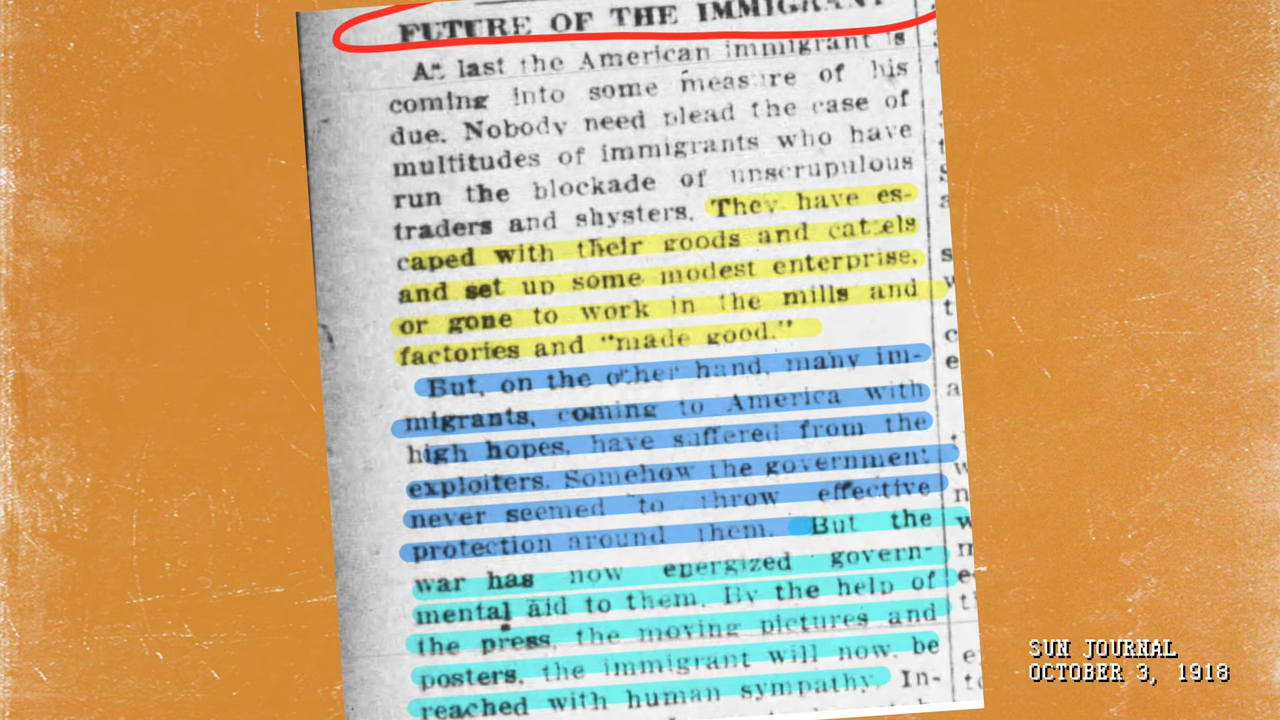 FUTURE OF THE IMMIGRANT
At last the American immigrant is
coming into some measure of his
due. Nobody need plead the case of
multitudes of immigrants who have
run the blockade of unscrupulous
traders and shysters. They have es-
caped with their goods and cattels
and set up some modest enterprise,
or gone to work in the mills and
factories and "made good."
But, on the other hand, many im-
migrants, coming to America with
high hopes, have suffered from the
exploiters. Somehow the government
never seemed to throw effective
protection around them. But the
war has now energized govern-
mental aid to them. By the help of
the press, the moving pictures and
posters, the immigrant will now be
reached with human sympathy. In-
SUN JOURNAL
OCTOBER 3, 1918